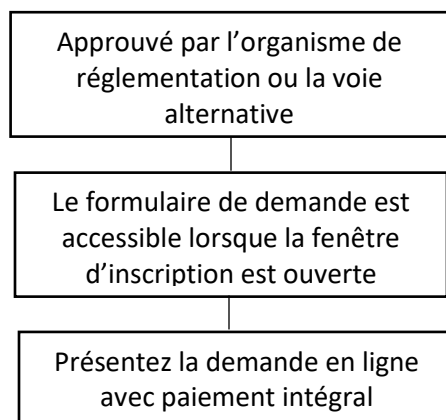 Approuvé par l’organisme de
réglementation ou la voie
alternative
Le formulaire de demande est
accessible lorsque la fenêtre
d’inscription est ouverte
Présentez la demande en ligne
avec paiement intégral